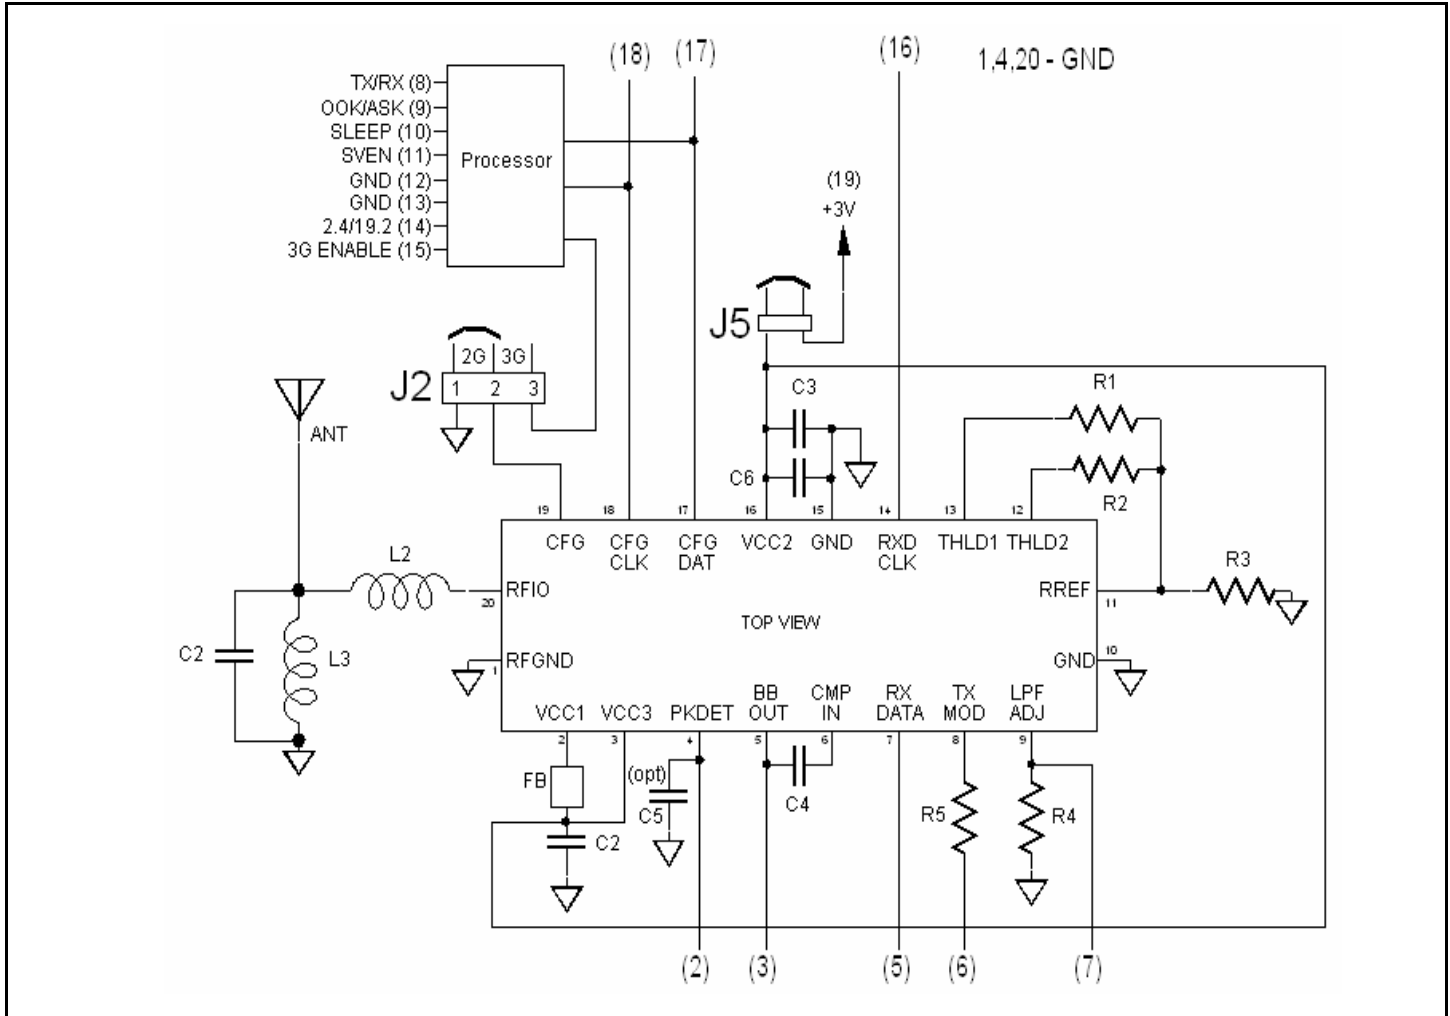 (18) (17) (16) 1,4,20 - GND
TX/RX (8)
OOK/ASK (9)
SLEEP (10)
SVEN (11)
GND (12)
GND (13)
2.4/19.2 (14)
3G ENABLE (15)
Processor
(19)
+3V
J5
2G 3G
J2 1 2 3
ANT
C3
C6
R1
R2
19 18 17 16 15 14 13 12
CFG
CFG
CLK
CFG
DAT
VCC2
GND
RXD
CLK
THLD1
THLD2
L2
RFIO
20
RREF
11
R3
TOP VIEW
C2
L3
RFGND
1
GND
10
VCC1
VCC3
PKDET
BB
OUT
CMP
IN
RX
DATA
TX
MOD
LPF
ADJ
2 3 4 5 6 7 8 9
FB
(opt)
C5
C4
C2
R5
R4
(2) (3) (5) (6) (7)